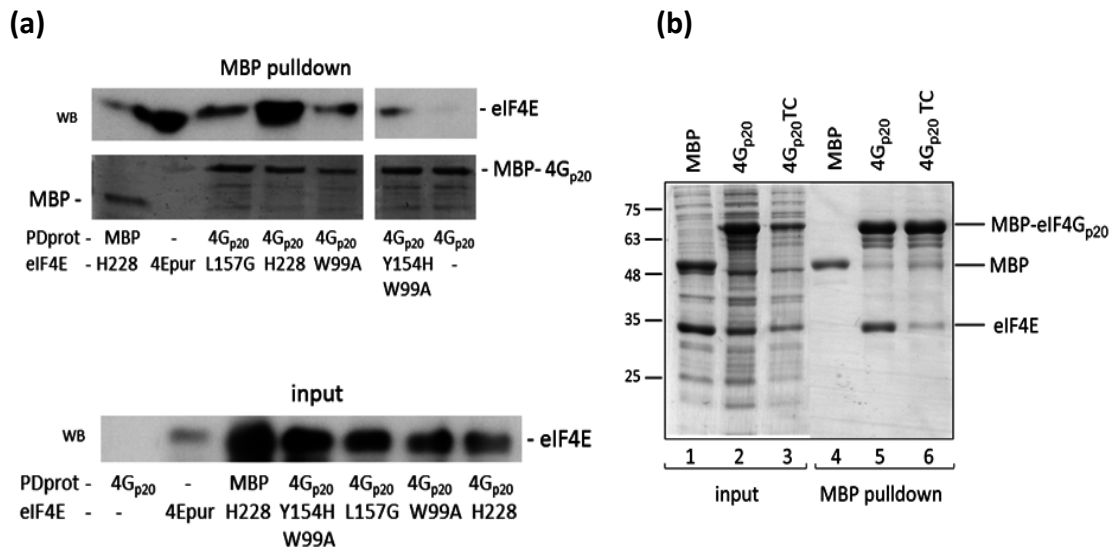 (a)
MBP pulldown
WB
- eIF4E
MBP -
- MBP- 4Gp20
PDprot - MBP - 4Gp20 4Gp20 4Gp20 4Gp20 4Gp20
eIF4E - H228 4Epur L157G H228 W99A Y154H -
W99A
input
WB
- eIF4E
PDprot - 4Gp20 - MBP 4Gp20 4Gp20 4Gp20 4Gp20
eIF4E - - 4Epur H228 Y154H L157G W99A H228
W99A
(b)
MBP
4Gp20
4Gp20TC
MBP
4Gp20
4Gp20TC
75
63
48
35
25
MBP-eIF4Gp20
MBP
eIF4E
1 2 3 4 5 6
input MBP pulldown